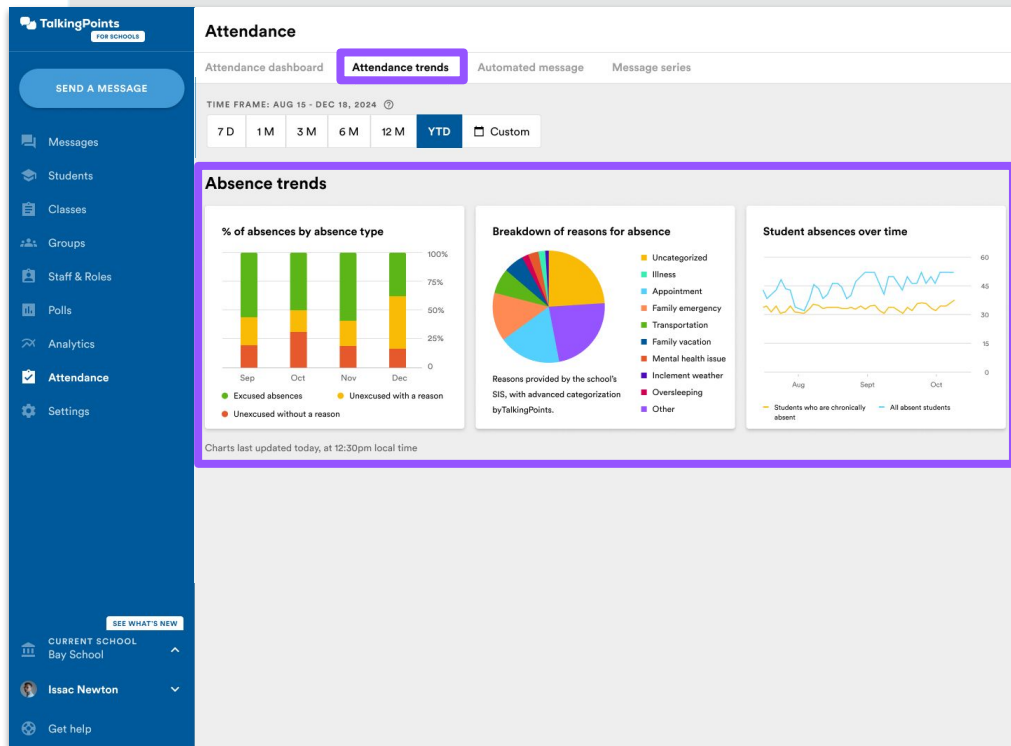 TalkingPoints
FOR SCHOOLS
SEND A MESSAGE
Messages
Students
Classes
Groups
Staff & Roles
Polls
Analytics
Attendance
Settings
SEE WHAT'S NEW
CURRENT SCHOOL
Bay School
Issac Newton
Get help
Attendance
Attendance dashboard Attendance trends Automated message Message series
TIME FRAME: AUG 15 - DEC 18, 2024 ?
7 D 1 M 3 M 6 M 12 M YTD Custom
Absence trends
% of absences by absence type
100%
75%
50%
25%
0
Sep Oct Nov Dec
Excused absences Unexcused with a reason
Unexcused without a reason
Breakdown of reasons for absence
Uncategorized
Illness
Appointment
Family emergency
Transportation
Family vacation
Mental health issue
Inclement weather
Oversleeping
Other
Reasons provided by the school's
SIS, with advanced categorization
byTalkingPoints.
Student absences over time
60
45
30
15
0
Aug Sept Oct
Students who are chronically All absent students
absent
Charts last updated today, at 12:30pm local time